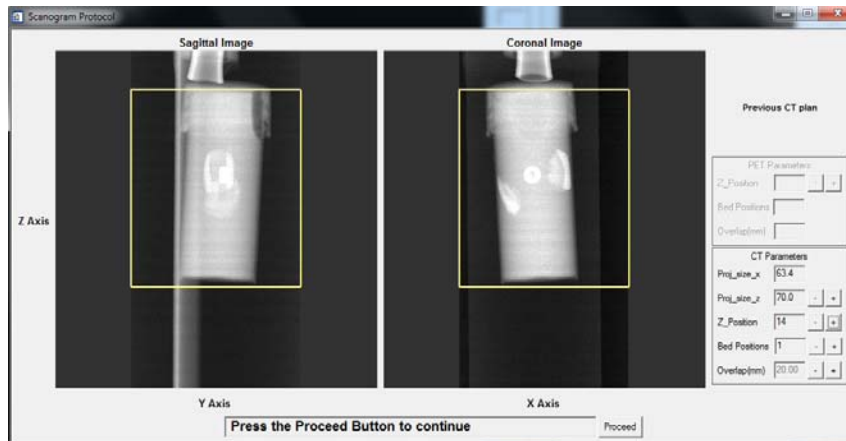 Scanogram Protocol
Sagittal Image
Coronal Image
Z Axis
Y Axis
X Axis
Previous CT plan
PET Parameters
Z_Position - +
Bed Positions
Overlap(mm)
CT Parameters
Proj_size_x 63.4
Proj_size_z 70.0 - +
Z_Position 14 - +
Bed Positions 1 - +
Overlap(mm) 20.00 - +
Press the Proceed Button to continue Proceed